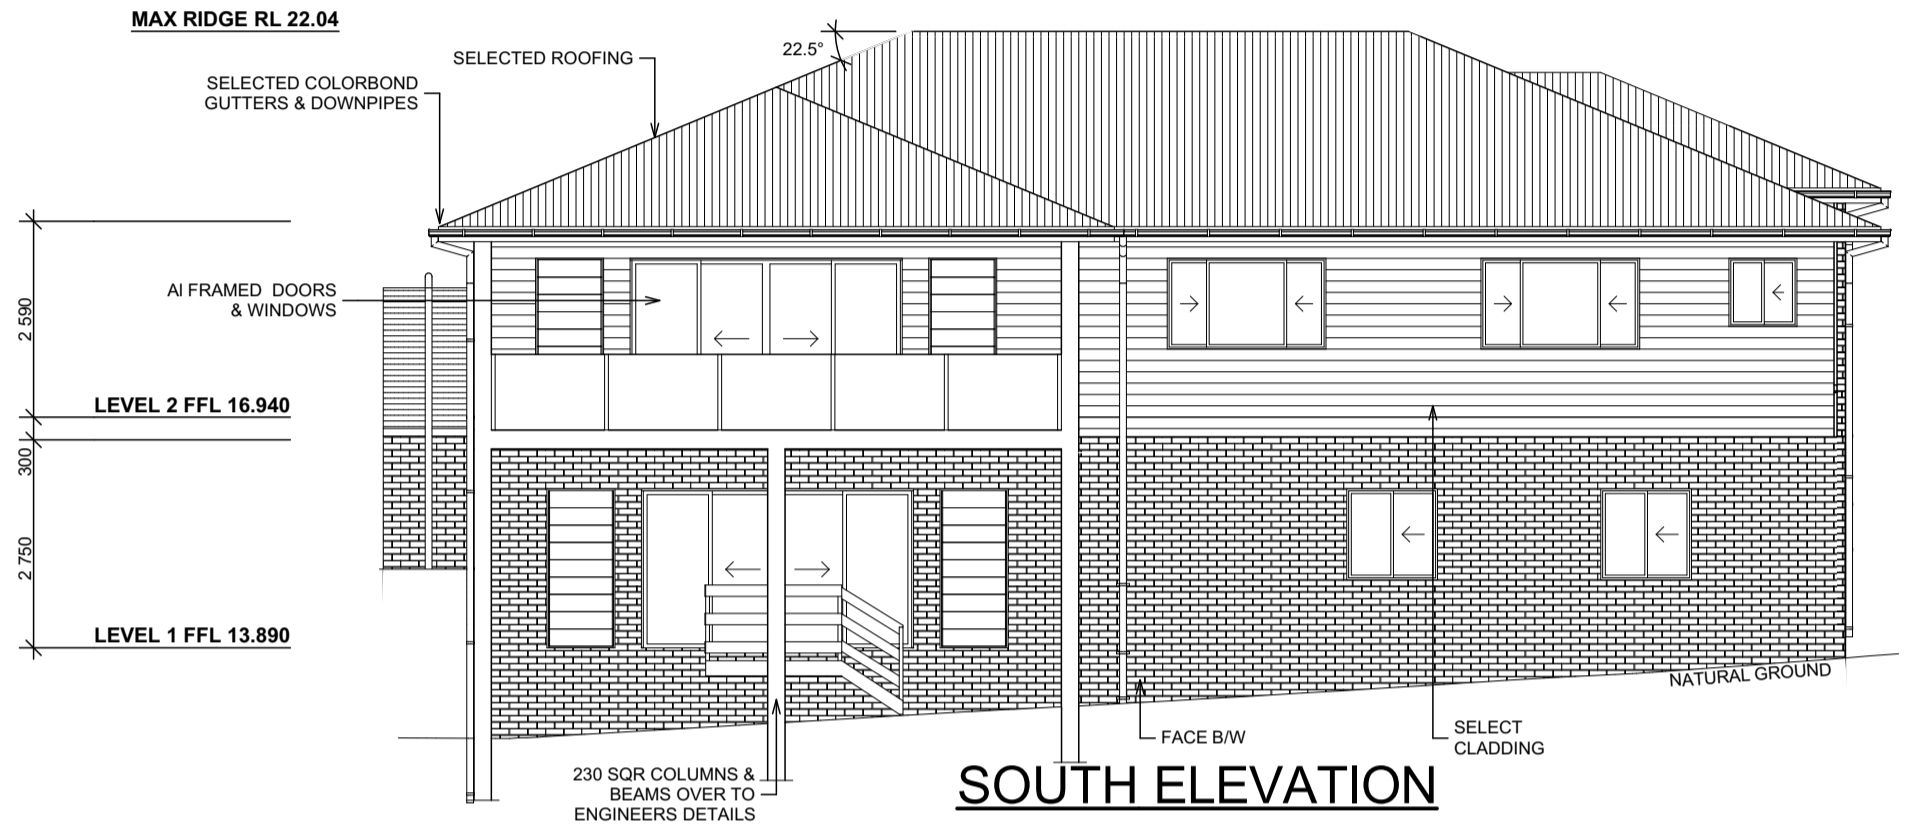 MAX RIDGE RL 22.04
SELECTED ROOFING
22.5°
SELECTED COLORBOND
GUTTERS & DOWNPIPES
AI FRAMED DOORS
& WINDOWS
2 590
LEVEL 2 FFL 16.940
300
2 750
LEVEL 1 FFL 13.890
NATURAL GROUND
FACE B/W
SELECT
CLADDING
230 SQR COLUMNS &
BEAMS OVER TO
ENGINEERS DETAILS
SOUTH ELEVATION